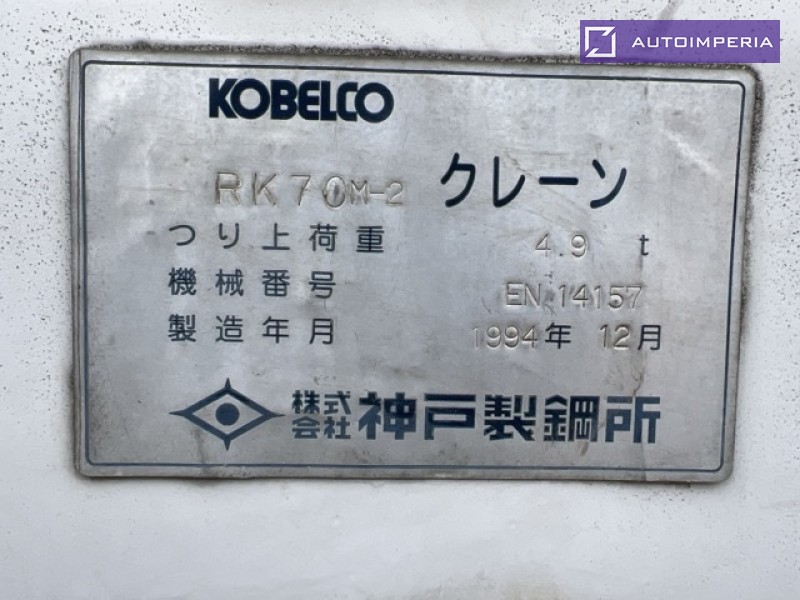 AUTOIMPERIA
KOBELCO
RK70M-2 クレーン
つり上荷重 4.9 t
機械番号 EN 14157
製造年月 1994年 12月
株式会社 神戸製鋼所